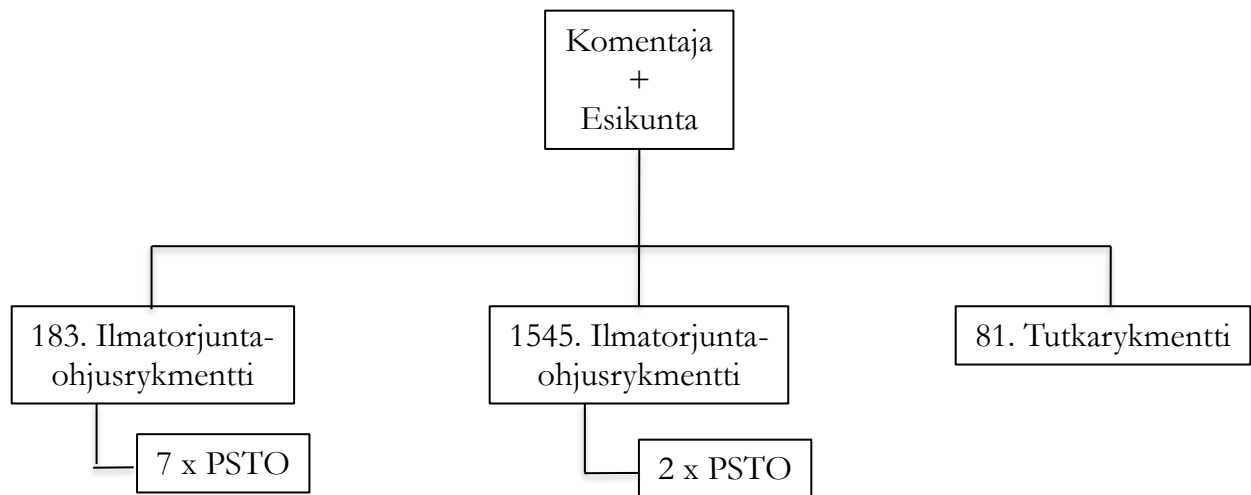 Komentaja
+
Esikunta
183. Ilmatorjunta-
ohjusrykmentti
1545. Ilmatorjunta-
ohjusrykmentti
81. Tutkarykmentti
7 x PSTO
2 x PSTO